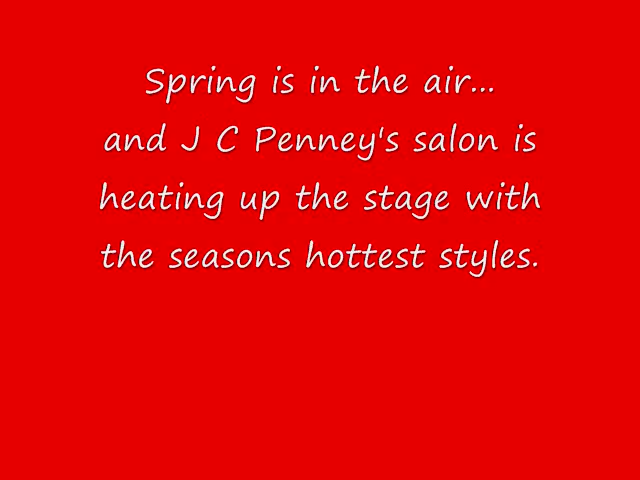 Spring is in the air...
and J C Penney's salon is
heating up the stage with
the seasons hottest styles.